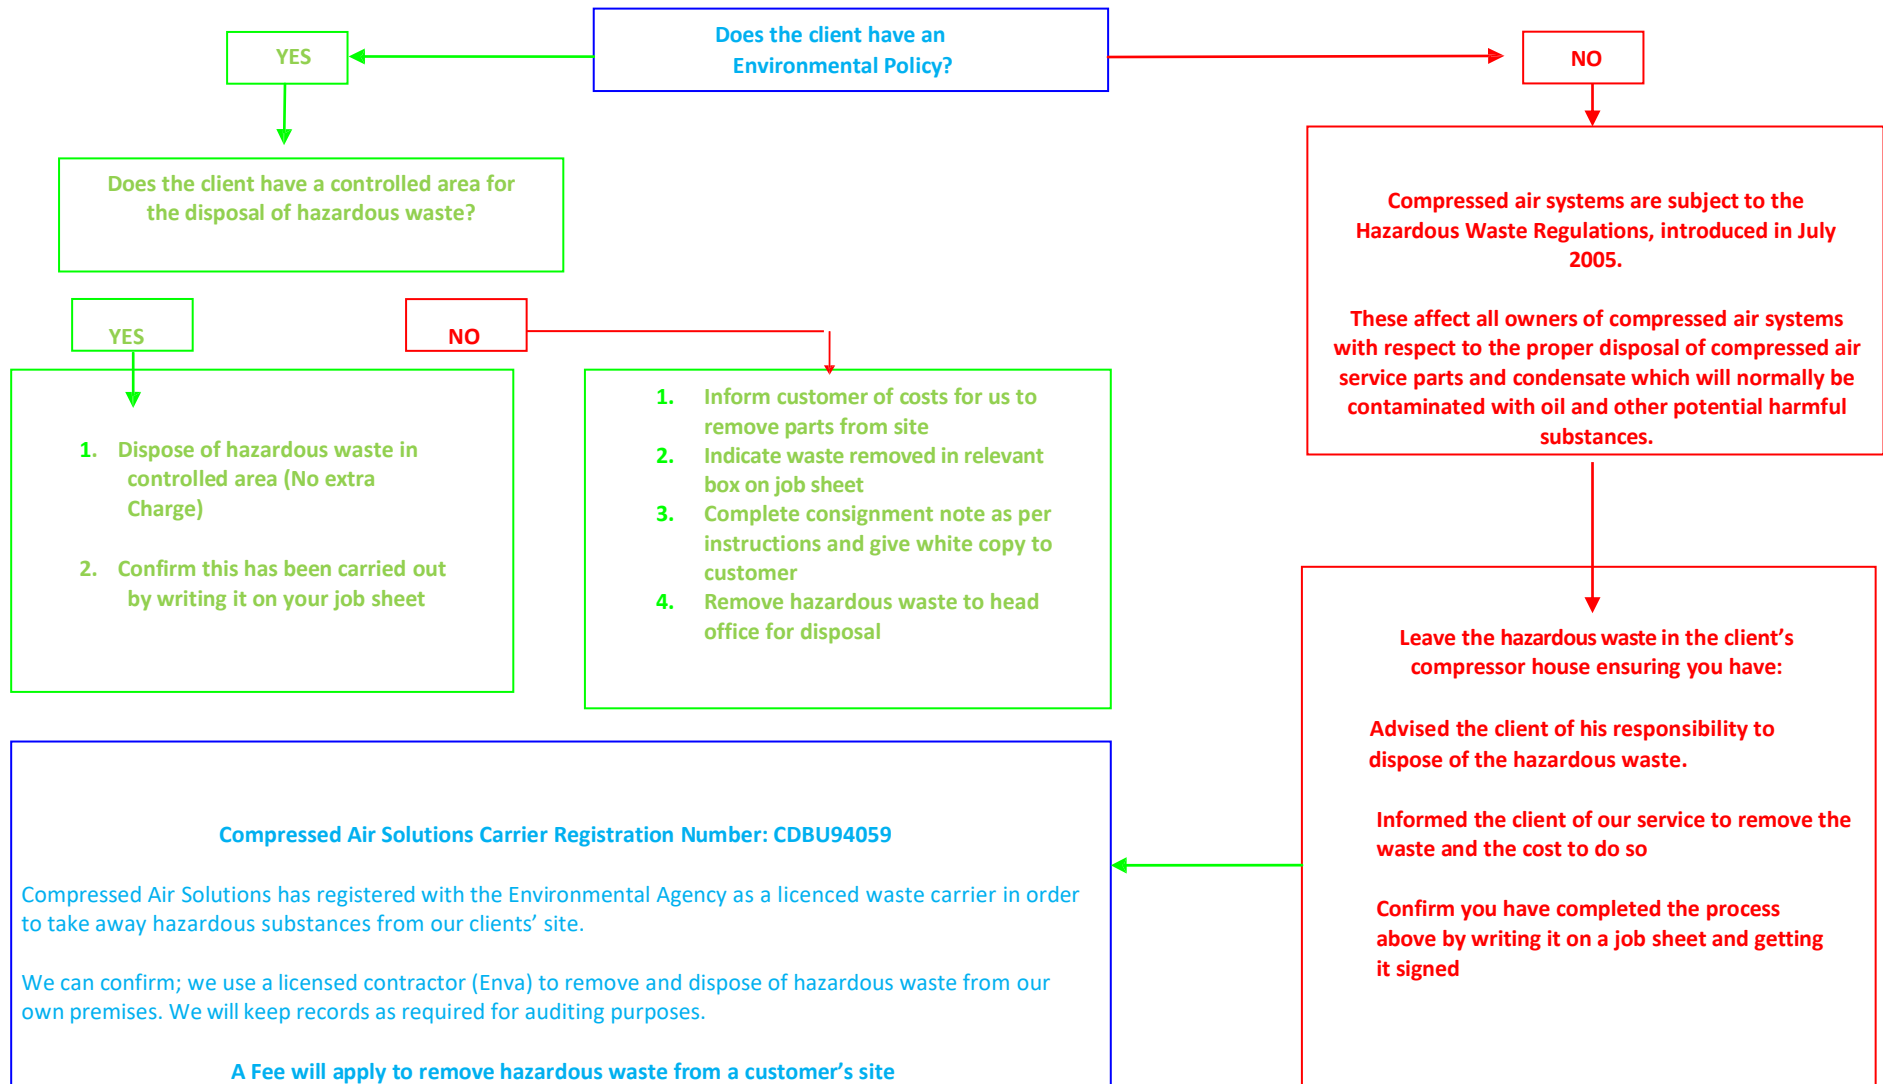 Does the client have an
Environmental Policy?
YES
NO
Does the client have a controlled area for
the disposal of hazardous waste?
YES
NO
1. Dispose of hazardous waste in
controlled area (No extra
Charge)
2. Confirm this has been carried out
by writing it on your job sheet
1. Inform customer of costs for us to
remove parts from site
2. Indicate waste removed in relevant
box on job sheet
3. Complete consignment note as per
instructions and give white copy to
customer
4. Remove hazardous waste to head
office for disposal
Compressed air systems are subject to the
Hazardous Waste Regulations, introduced in July
2005.
These affect all owners of compressed air systems
with respect to the proper disposal of compressed air
service parts and condensate which will normally be
contaminated with oil and other potential harmful
substances.
Leave the hazardous waste in the client’s
compressor house ensuring you have:
Advised the client of his responsibility to
dispose of the hazardous waste.
Informed the client of our service to remove the
waste and the cost to do so
Confirm you have completed the process
above by writing it on a job sheet and getting
it signed
Compressed Air Solutions Carrier Registration Number: CDBU94059
Compressed Air Solutions has registered with the Environmental Agency as a licenced waste carrier in order
to take away hazardous substances from our clients’ site.
We can confirm; we use a licensed contractor (Enva) to remove and dispose of hazardous waste from our
own premises. We will keep records as required for auditing purposes.
A Fee will apply to remove hazardous waste from a customer’s site